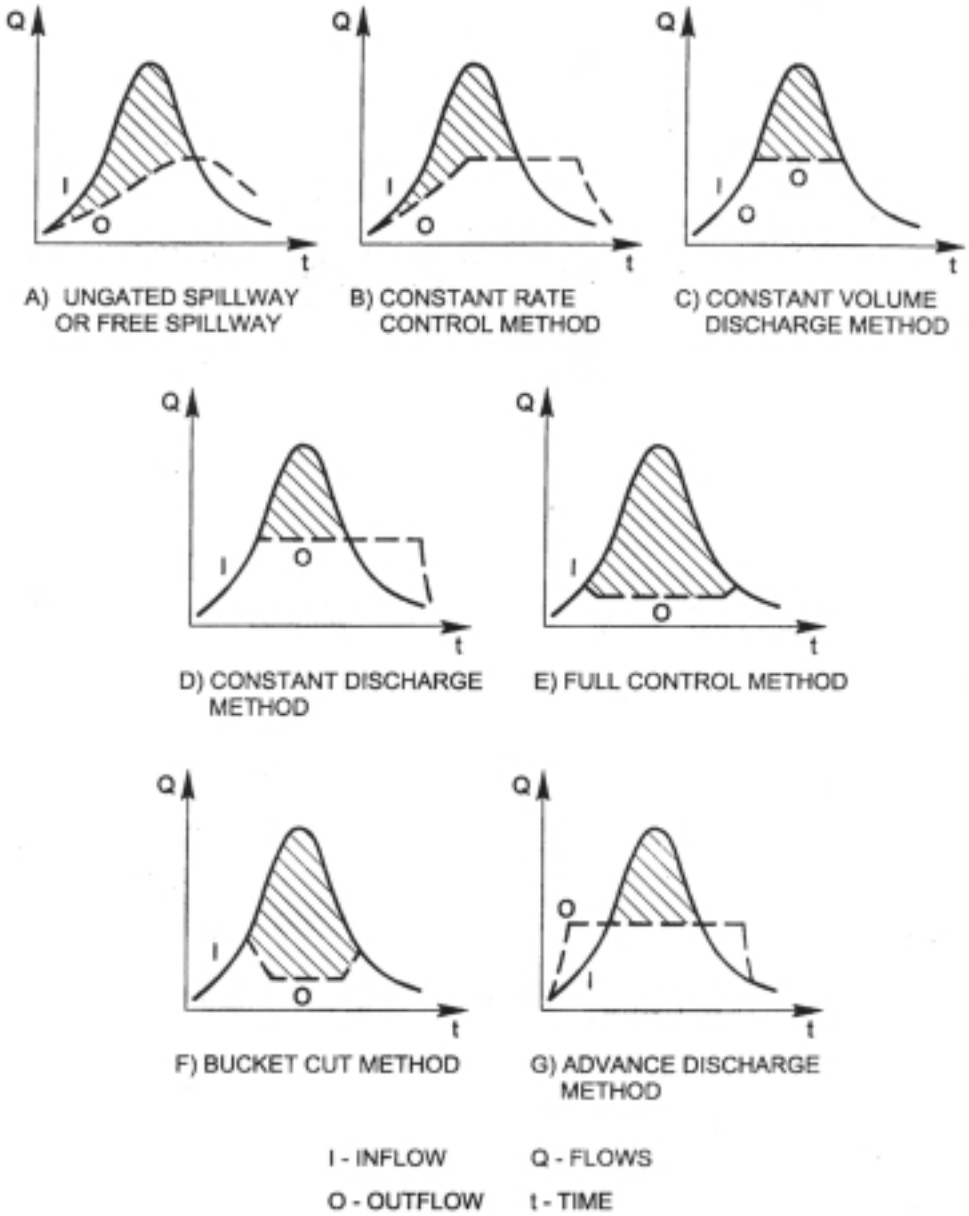 Q
I
O
t
A) UNGATED SPILLWAY
OR FREE SPILLWAY
Q
I
O
t
B) CONSTANT RATE
CONTROL METHOD
Q
I
O
O
t
C) CONSTANT VOLUME
DISCHARGE METHOD
Q
I
O
t
D) CONSTANT DISCHARGE
METHOD
Q
I
O
t
E) FULL CONTROL METHOD
Q
I
O
t
F) BUCKET CUT METHOD
Q
O
I
t
G) ADVANCE DISCHARGE
METHOD
I - INFLOW
Q - FLOWS
O - OUTFLOW
t - TIME